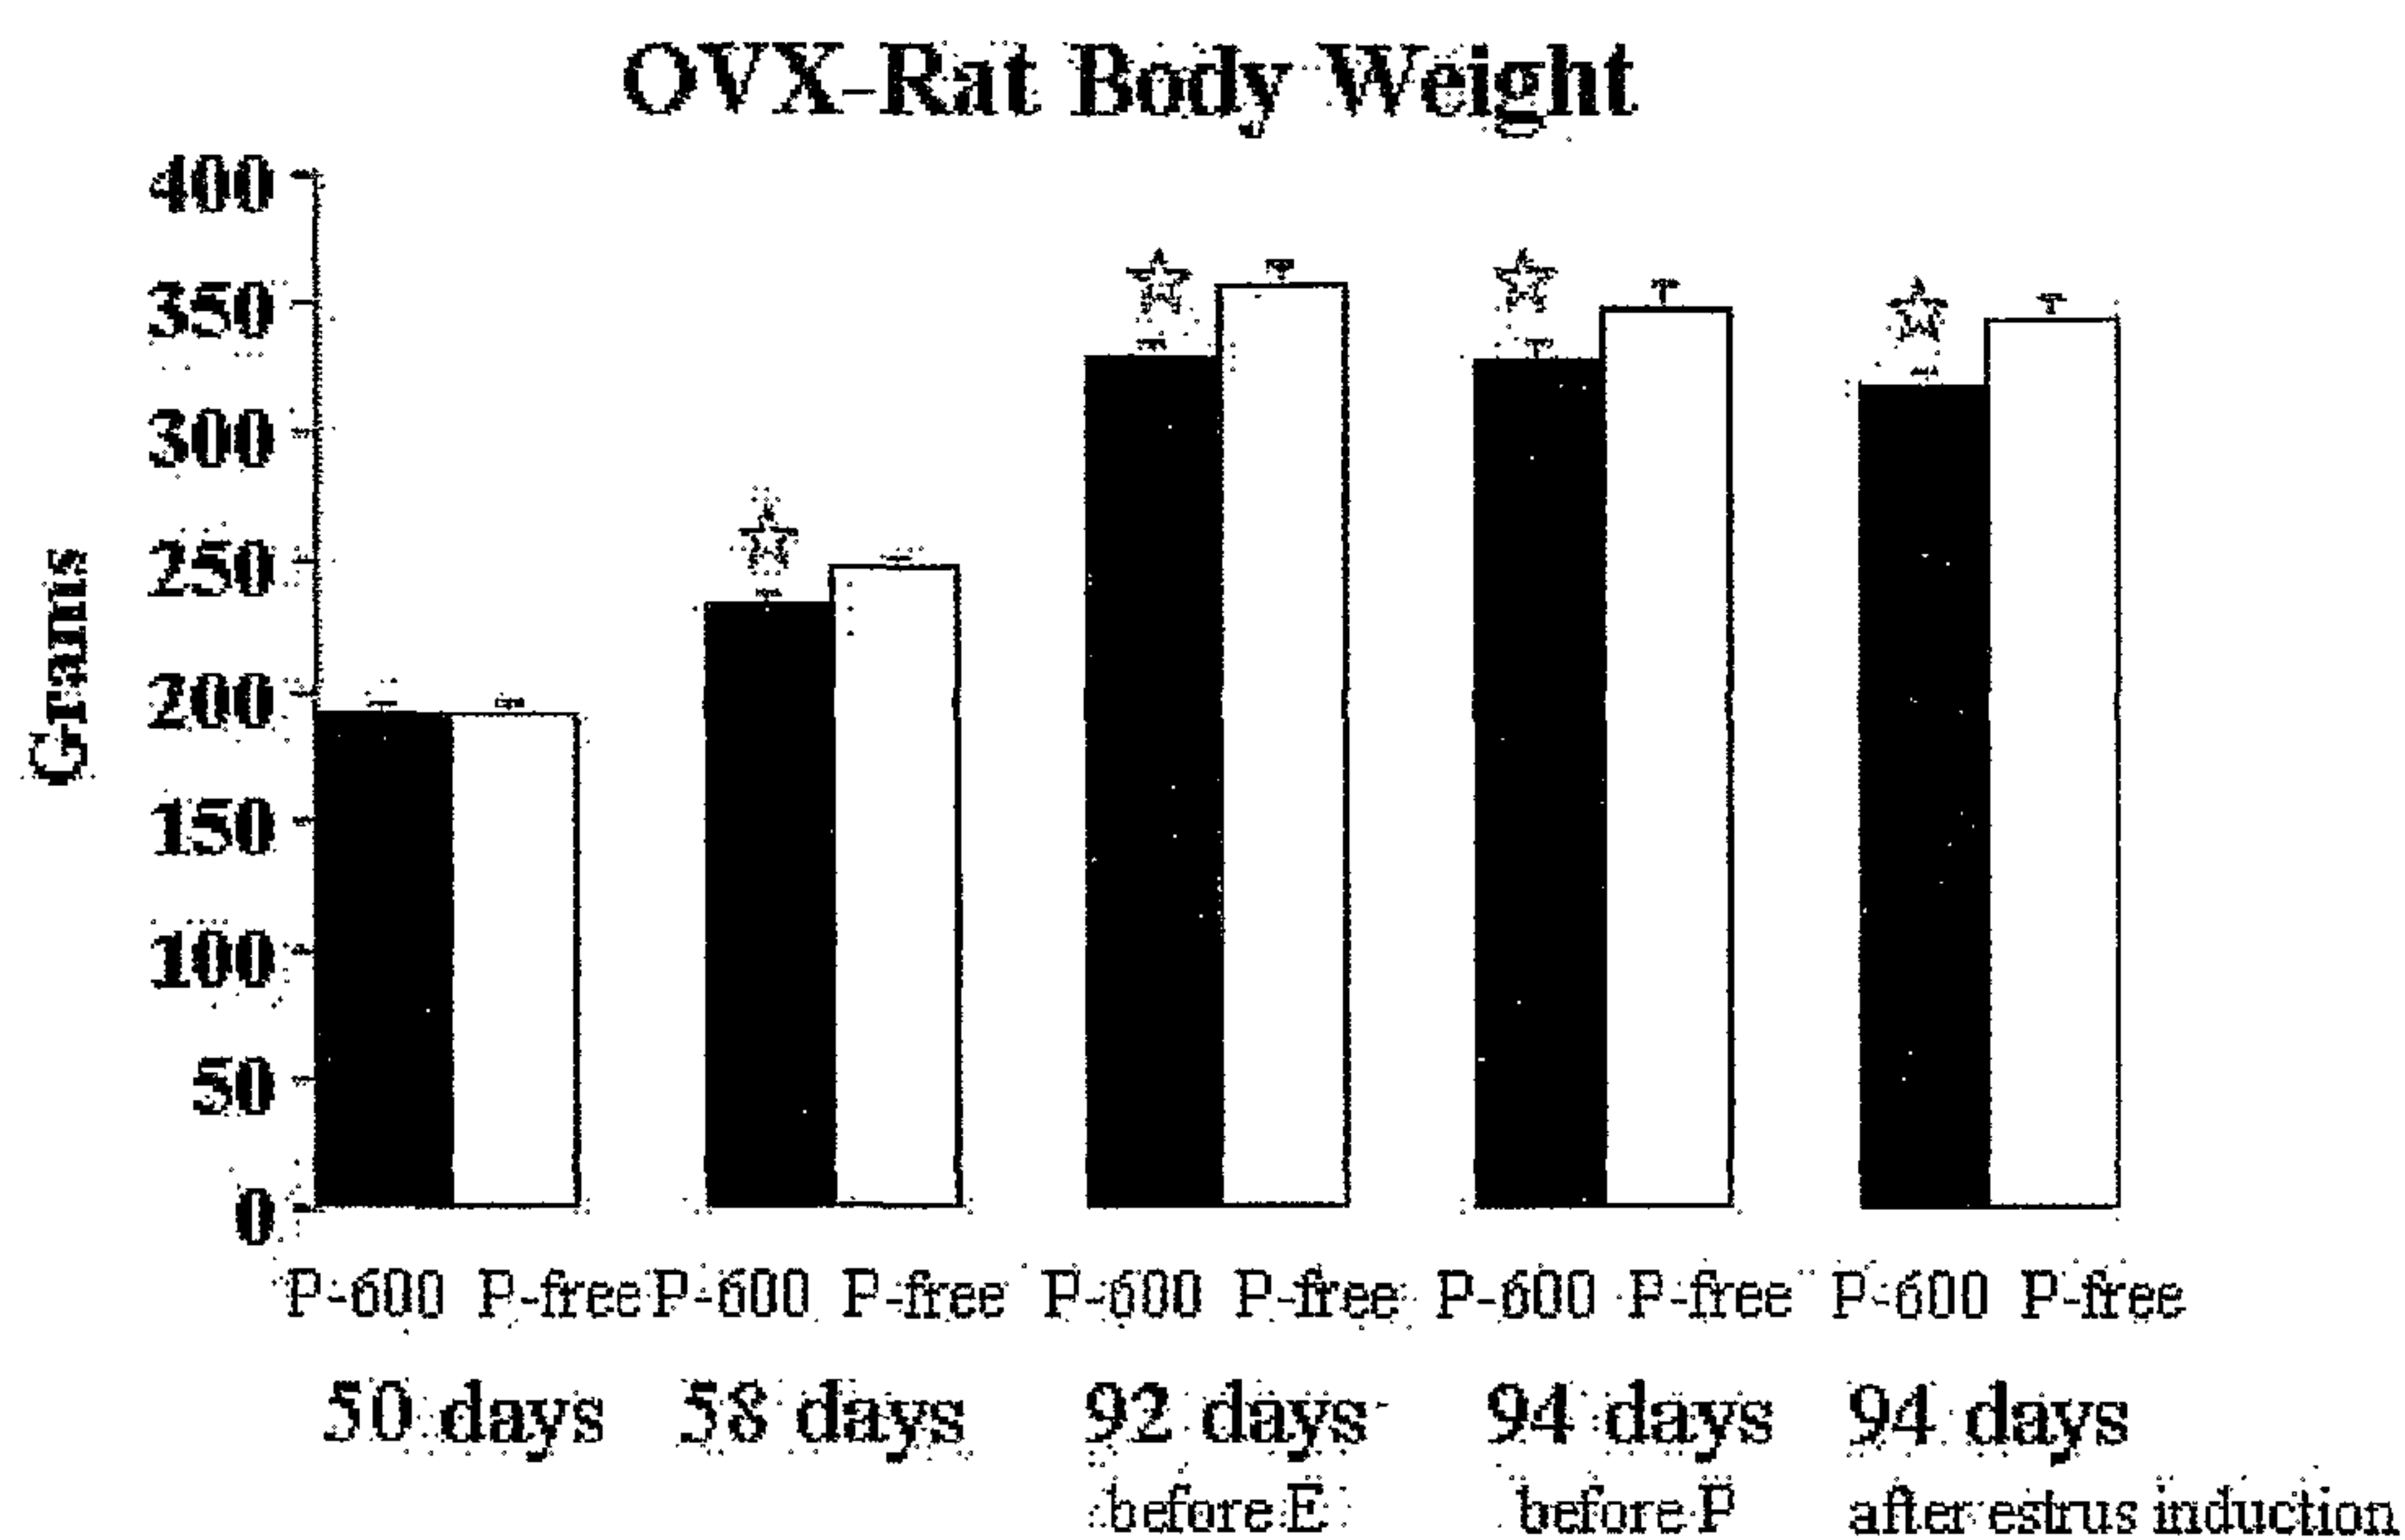 OVX-Rat Body Weight
400
350
300
250
200
150
100
50
0
Grams
P-600 P-free P-600 P-free P-600 P-free P-600 P-free P-600 P-free
50 days 58 days 92 days 94 days 94 days
before E before P after estrus induction